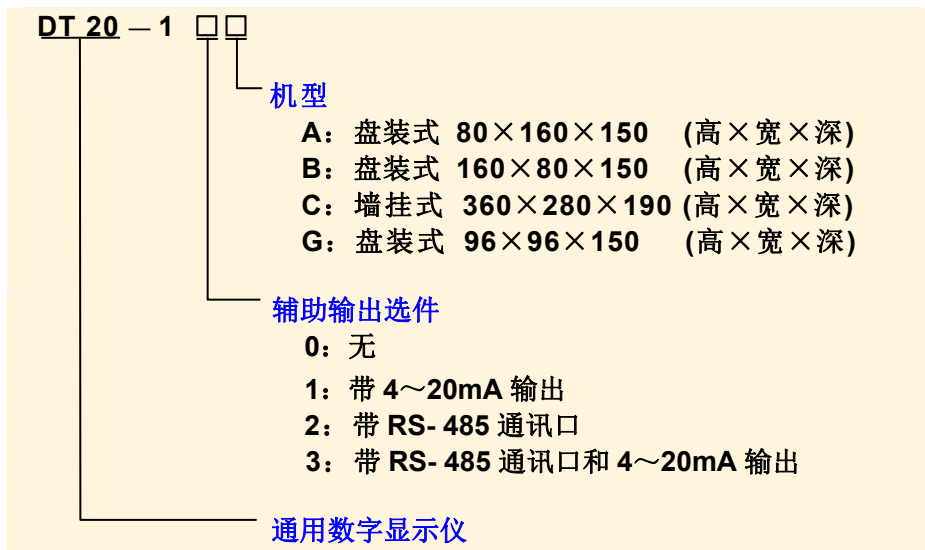 DT 20 — 1 □□
机型
A：盘装式 80×160×150 (高×宽×深)
B：盘装式 160×80×150 (高×宽×深)
C：墙挂式 360×280×190 (高×宽×深)
G：盘装式 96×96×150 (高×宽×深)
辅助输出选件
0：无
1：带 4～20mA 输出
2：带 RS- 485 通讯口
3：带 RS- 485 通讯口和 4～20mA 输出
通用数字显示仪